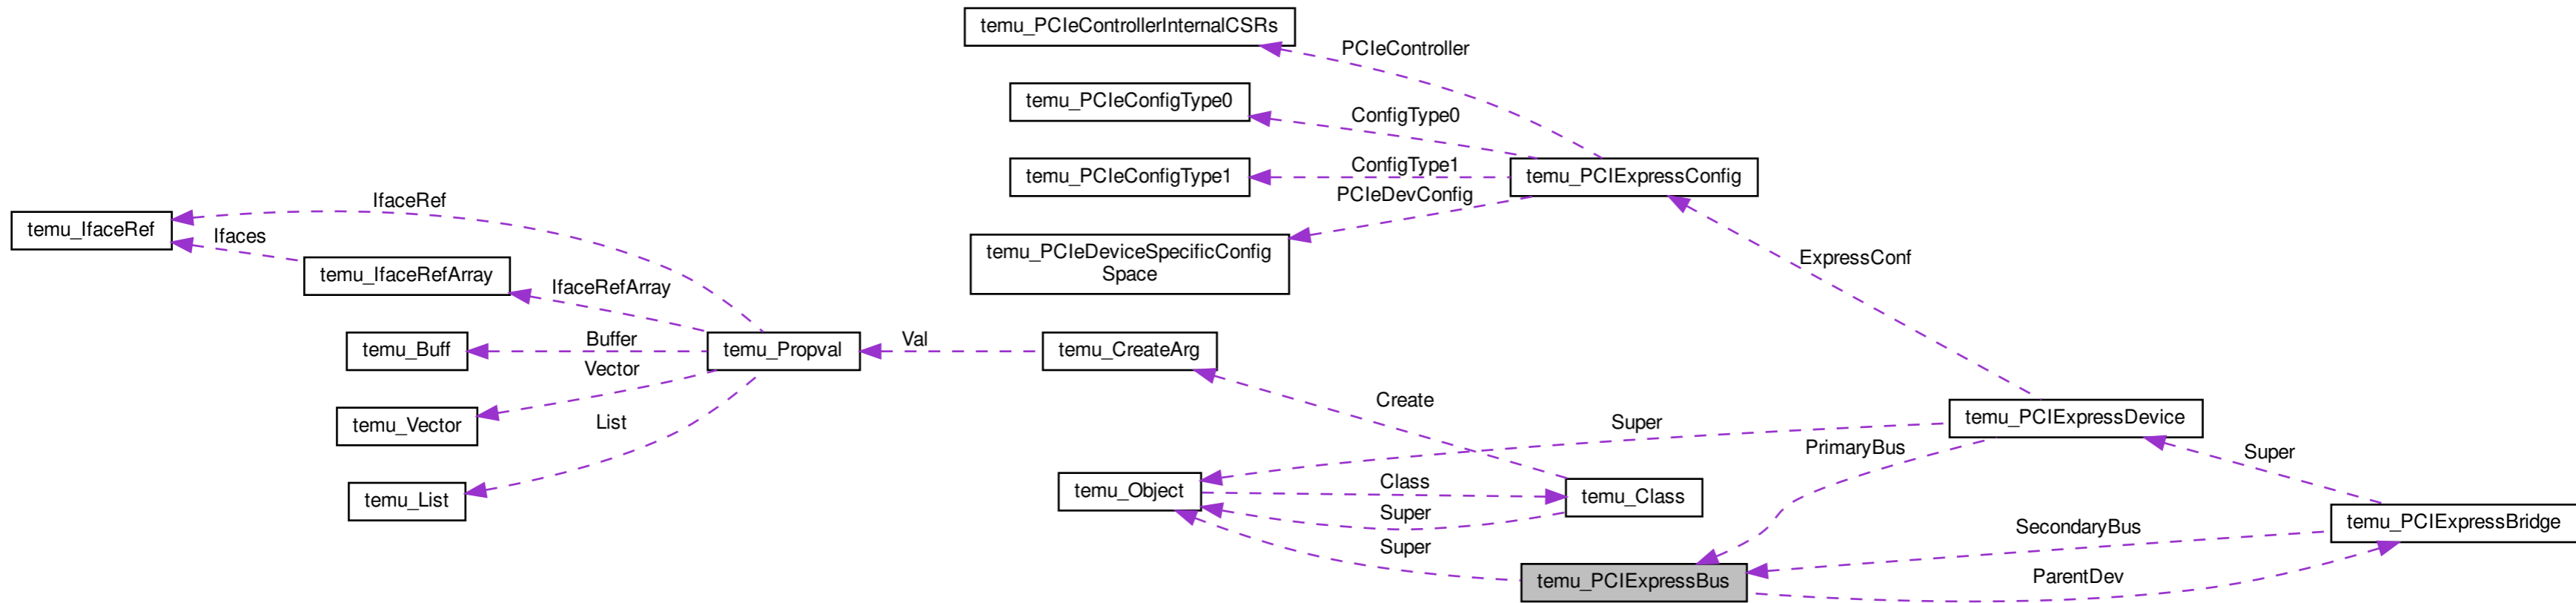 temu_PCIeControllerInternalCSRs
PCIeController
temu_PCIeConfigType0
ConfigType0
temu_PCIeConfigType1
ConfigType1
temu_PCIExpressConfig
PCIeDevConfig
temu_PCIeDeviceSpecificConfig
Space
IfaceRef
temu_IfaceRef
Ifaces
temu_IfaceRefArray
IfaceRefArray
ExpressConf
temu_Buff
Buffer
temu_Propval
Val
temu_CreateArg
Vector
temu_Vector
List
temu_List
Create
Super
temu_PCIExpressDevice
PrimaryBus
Super
temu_Object
Class
temu_Class
Super
Super
temu_PCIExpressBus
SecondaryBus
temu_PCIExpressBridge
ParentDev